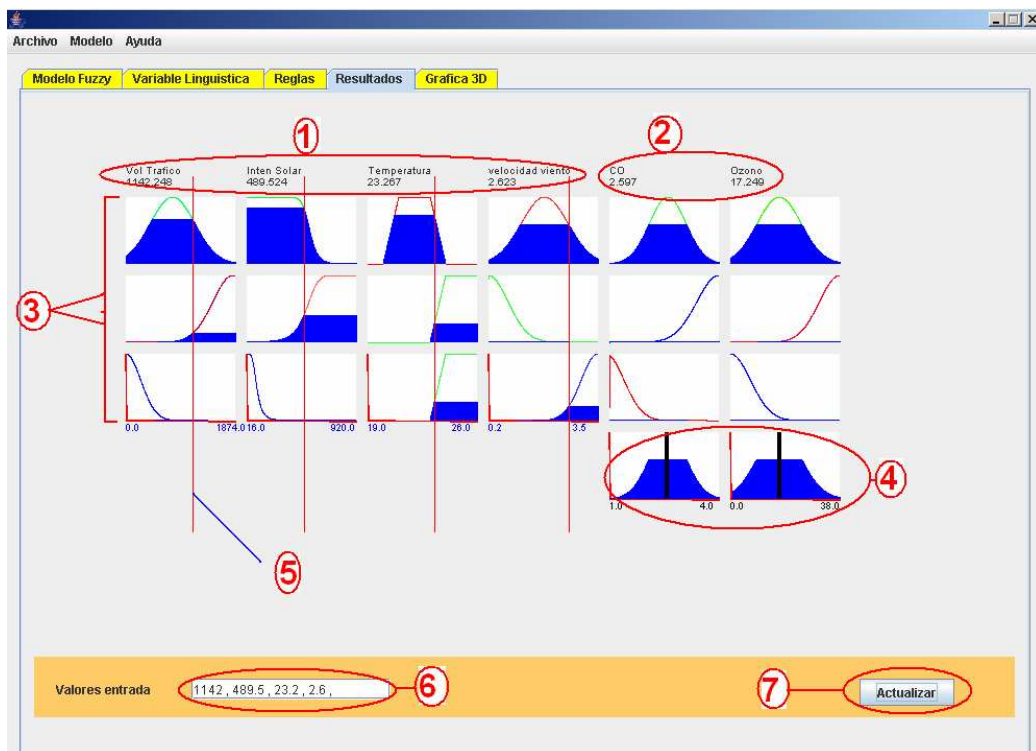 Archivo Modelo Ayuda
Modelo Fuzzy Variable Linguistica Reglas Resultados Grafica 3D
1 2
Vol Trafico Inten Solar Temperatura velocidad viento CO Ozono
1142.248 489.524 23.267 2.623 2.597 17.249
3
0.0 1874.0 16.0 920.0 19.0 26.0 0.2 3.5
4
1.0 4.0 0.0 38.0
5
Valores entrada 1142 , 489.5 , 23.2 , 2.6 , 6 7 Actualizar